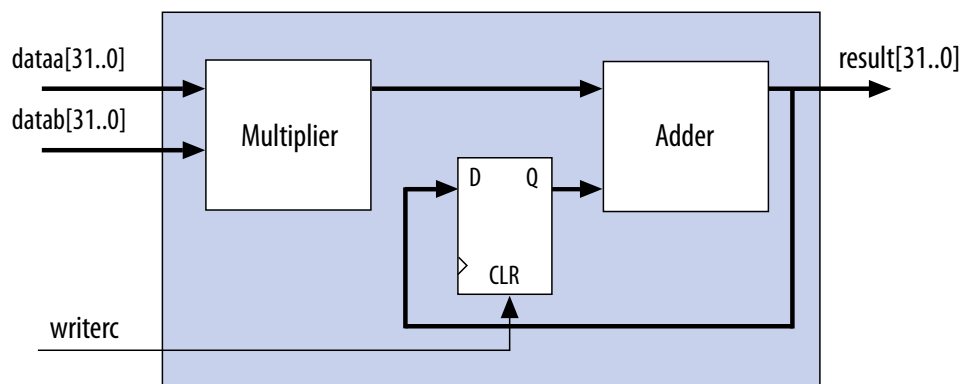 dataa[31..0]
result[31..0]
datab[31..0]
Multiplier
Adder
D Q
CLR
writerc